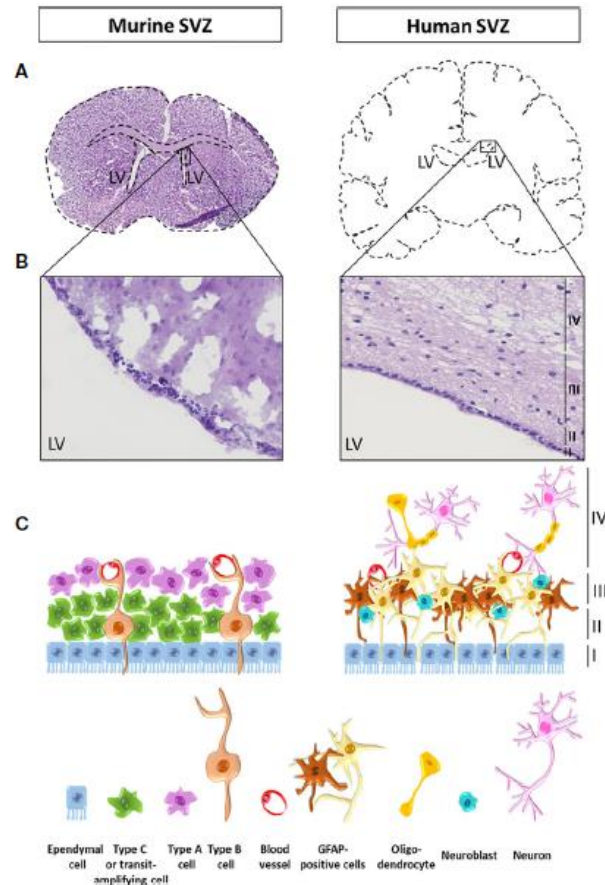 Murine SVZ
Human SVZ
A
LV
LV
LV
LV
B
LV
LV
IV
III
II
I
C
IV
III
II
I
Ependymal cell
Type C or transit-amplifying cell
Type A cell
Type B cell
Blood vessel
GFAP-positive cells
Oligo-dendrocyte
Neuroblast
Neuron